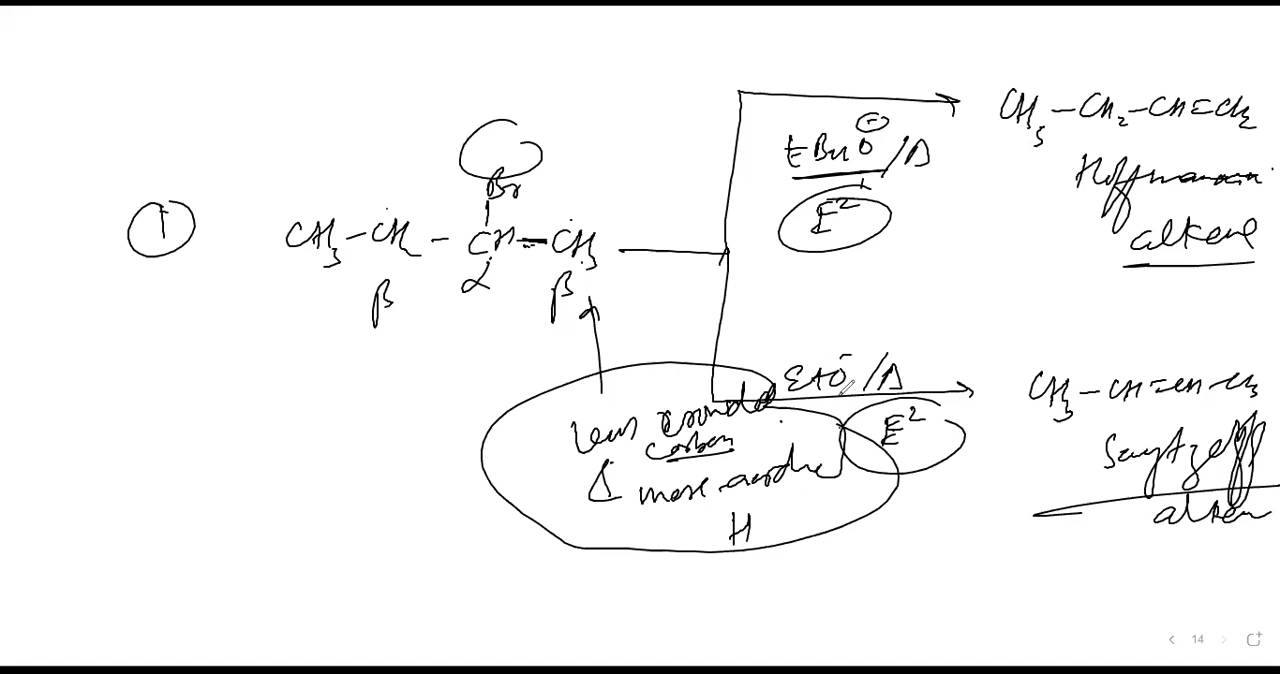 ①
CH₃-CH₂-CH-CH₃
Br
β α β
tBuO⊖/Δ
E²
CH₃-CH₂-CH=CH₂
Hoffmann
alkene
EtO⁻/Δ
E²
CH₃-CH=CH-CH₃
Saytzeff
alken
less
carbon
& more acidic
H
14